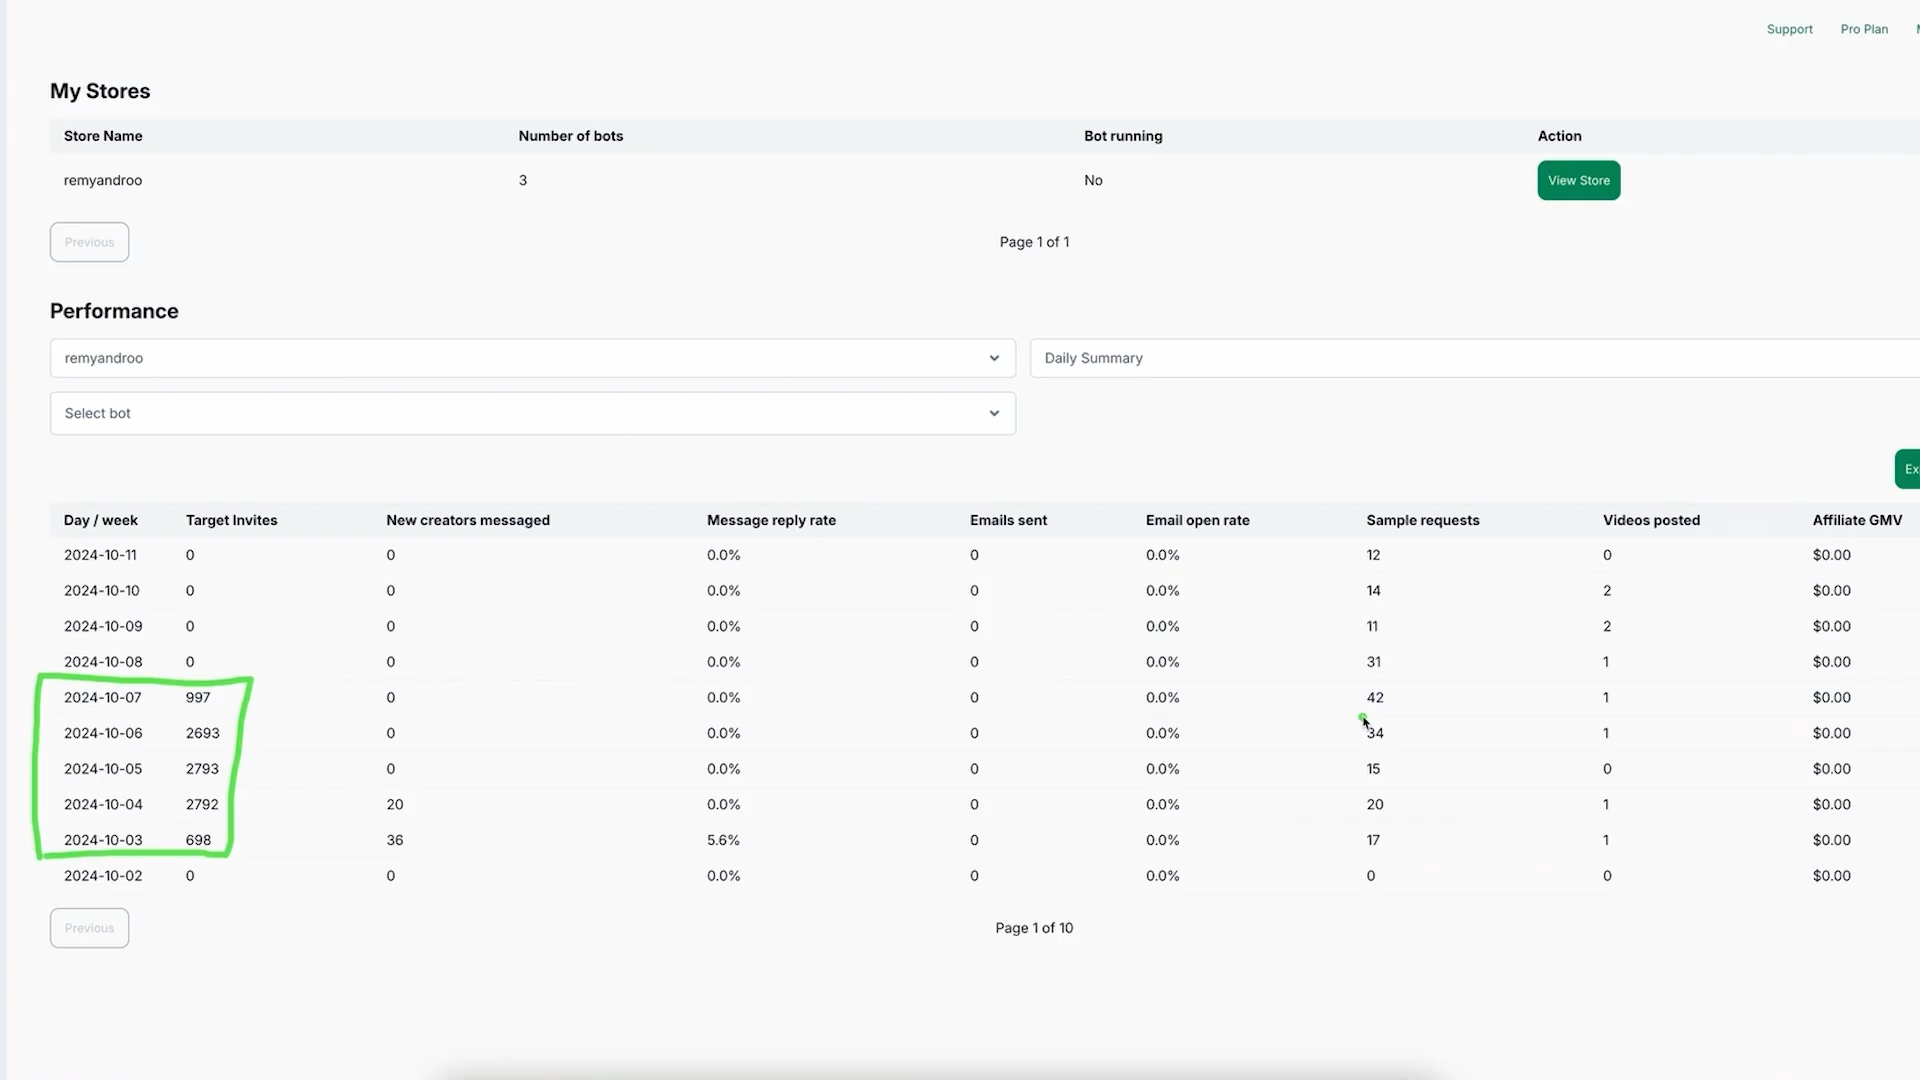 Support Pro Plan
My Stores
Store Name Number of bots Bot running Action
remyandroo 3 No View Store
Previous Page 1 of 1
Performance
remyandroo Daily Summary
Select bot
Day / week Target Invites New creators messaged Message reply rate Emails sent Email open rate Sample requests Videos posted Affiliate GMV
2024-10-11 0 0 0.0% 0 0.0% 12 0 $0.00
2024-10-10 0 0 0.0% 0 0.0% 14 2 $0.00
2024-10-09 0 0 0.0% 0 0.0% 11 2 $0.00
2024-10-08 0 0 0.0% 0 0.0% 31 1 $0.00
2024-10-07 997 0 0.0% 0 0.0% 42 1 $0.00
2024-10-06 2693 0 0.0% 0 0.0% 34 1 $0.00
2024-10-05 2793 0 0.0% 0 0.0% 15 0 $0.00
2024-10-04 2792 20 0.0% 0 0.0% 20 1 $0.00
2024-10-03 698 36 5.6% 0 0.0% 17 1 $0.00
2024-10-02 0 0 0.0% 0 0.0% 0 0 $0.00
Previous Page 1 of 10